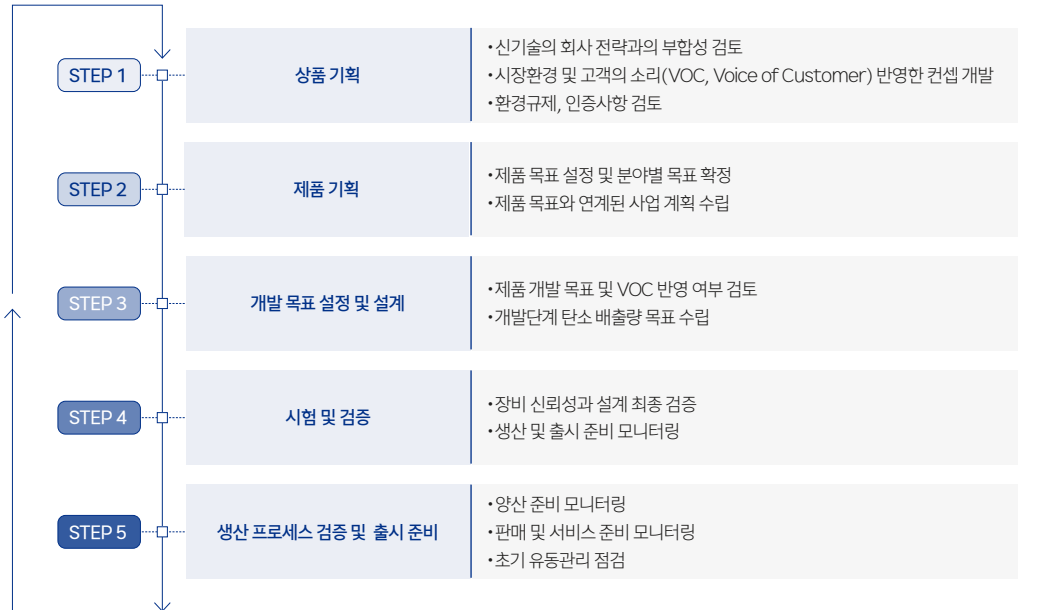 STEP 1
상품 기획
•신기술의 회사 전략과의 부합성 검토
•시장환경 및 고객의 소리(VOC, Voice of Customer) 반영한 컨셉 개발
•환경규제, 인증사항 검토
STEP 2
제품 기획
•제품 목표 설정 및 분야별 목표 확정
•제품 목표와 연계된 사업 계획 수립
STEP 3
개발 목표 설정 및 설계
•제품 개발 목표 및 VOC 반영 여부 검토
•개발단계 탄소 배출량 목표 수립
STEP 4
시험 및 검증
•장비 신뢰성과 설계 최종 검증
•생산 및 출시 준비 모니터링
STEP 5
생산 프로세스 검증 및 출시 준비
•양산 준비 모니터링
•판매 및 서비스 준비 모니터링
•초기 유동관리 점검